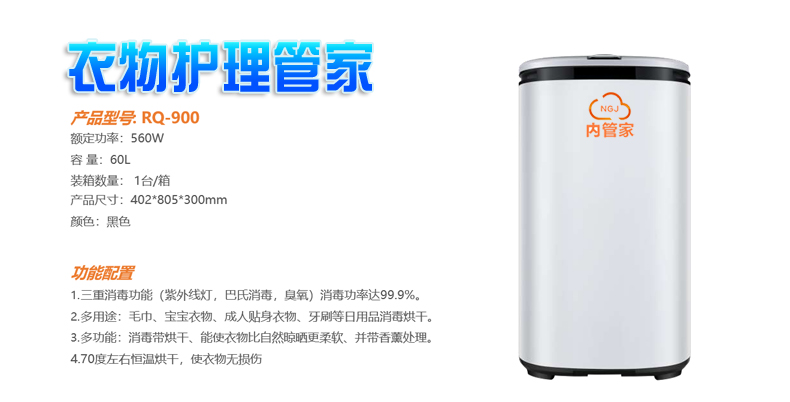 衣物护理管家
产品型号: RQ-900
额定功率：560W
容 量：60L
装箱数量： 1台/箱
产品尺寸：402*805*300mm
颜色：黑色
功能配置
1.三重消毒功能（紫外线灯，巴氏消毒，臭氧）消毒功率达99.9%。
2.多用途：毛巾、宝宝衣物、成人贴身衣物、牙刷等日用品消毒烘干。
3.多功能：消毒带烘干、能使衣物比自然晾晒更柔软、并带香薰处理。
4.70度左右恒温烘干，使衣物无损伤
NGJ
内管家